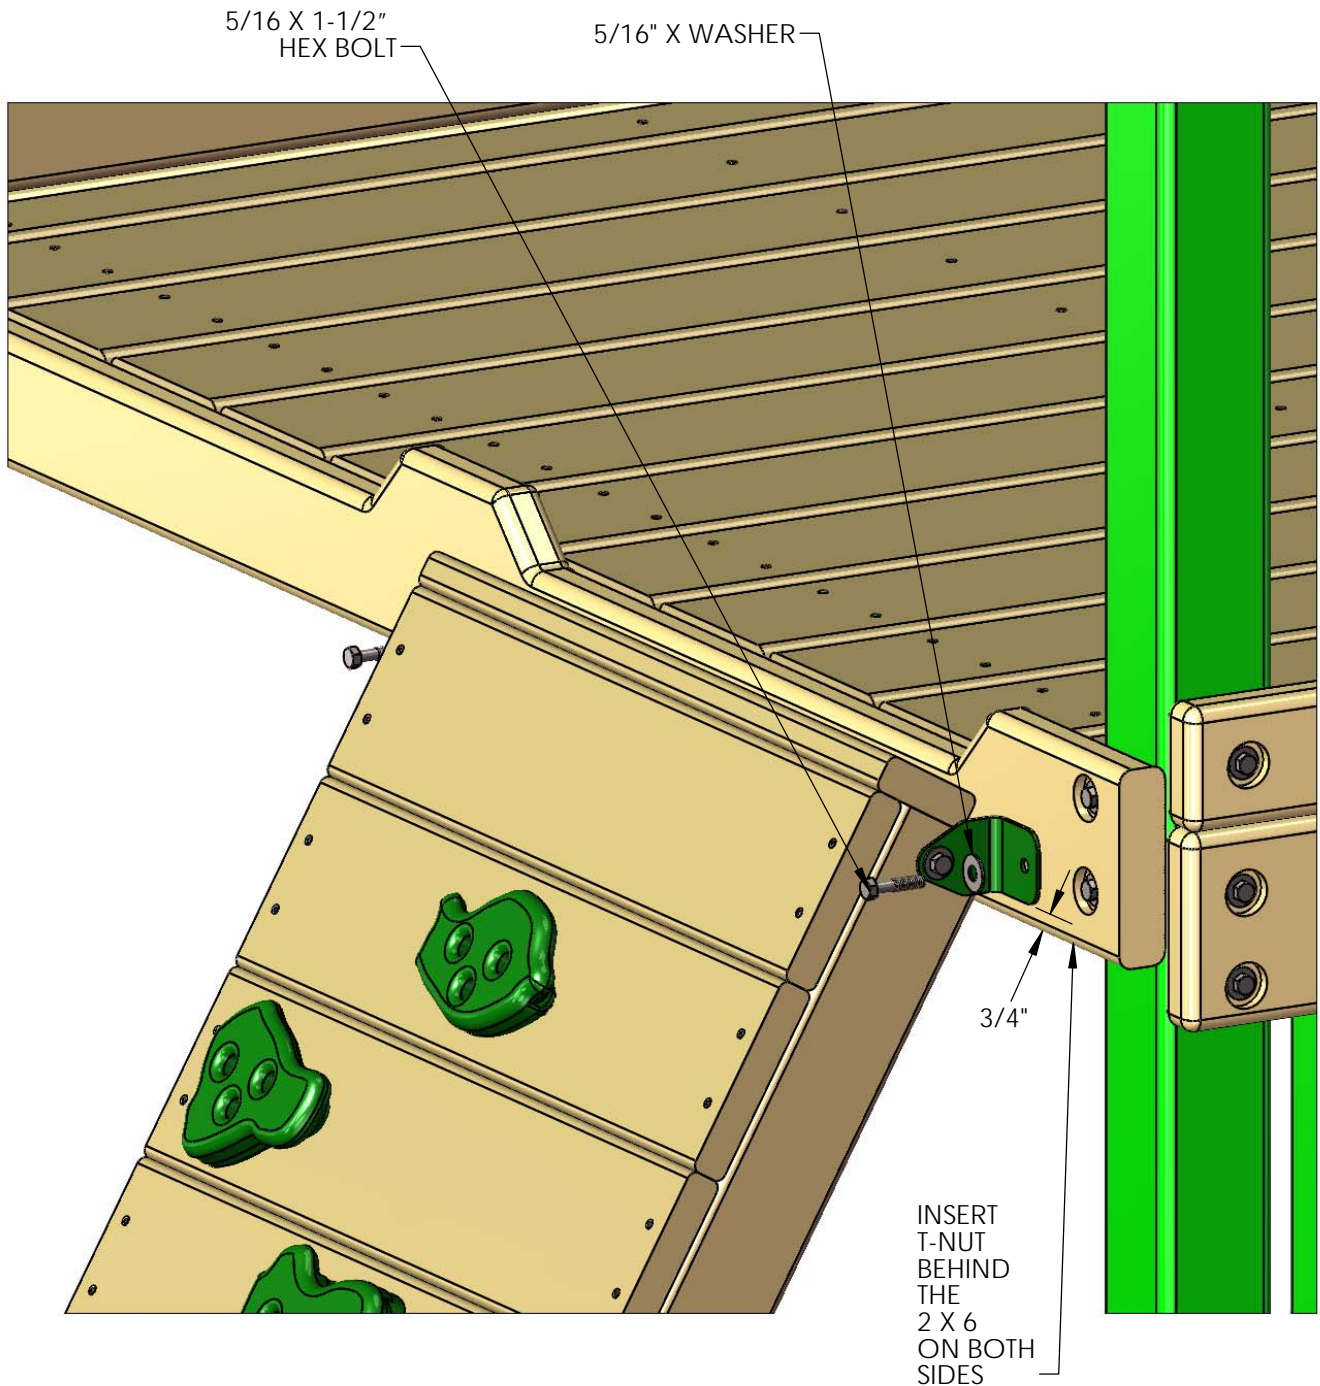 5/16 X 1-1/2"
HEX BOLT
5/16" X WASHER
3/4"
INSERT
T-NUT
BEHIND
THE
2 X 6
ON BOTH
SIDES